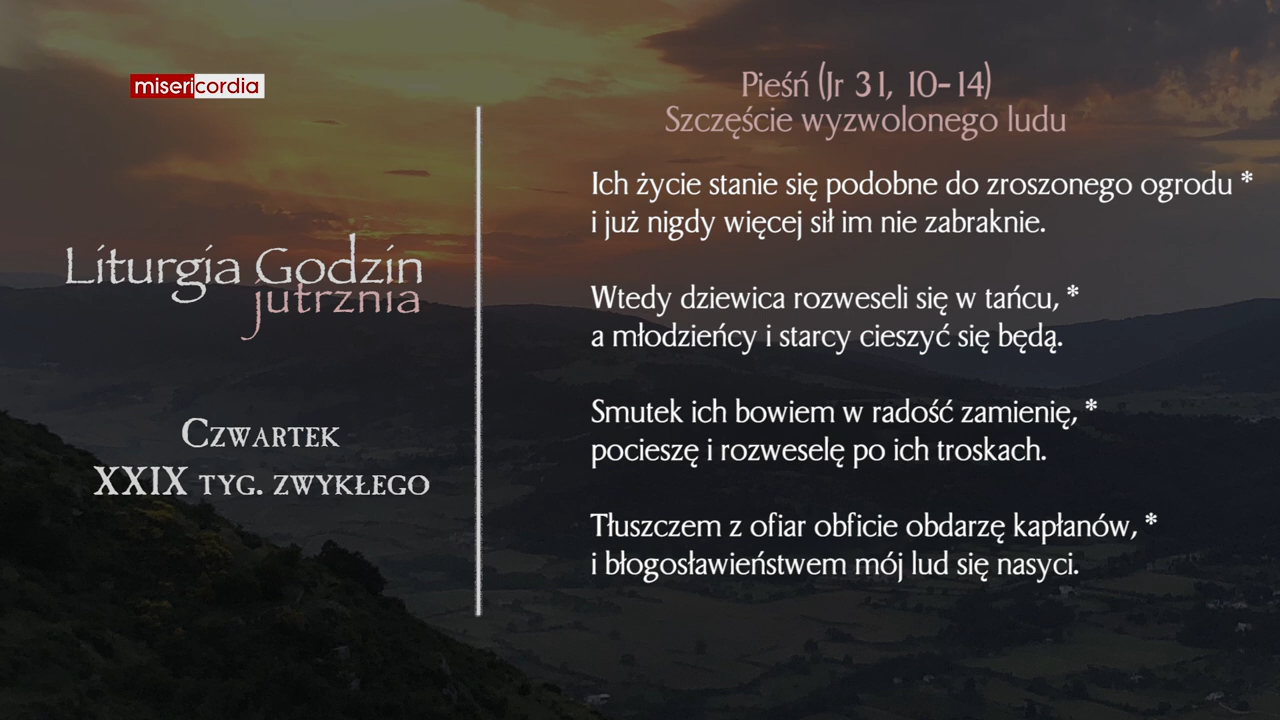 misericordia
Liturgia Godzin
jutrznia
Czwartek
XXIX tyg. zwykłego
Pieśń (Jr 31, 10-14)
Szczęście wyzwolonego ludu
Ich życie stanie się podobne do zroszonego ogrodu *
i już nigdy więcej sił im nie zabraknie.
Wtedy dziewica rozweseli się w tańcu, *
a młodzieńcy i starcy cieszyć się będą.
Smutek ich bowiem w radość zamienię, *
pocieszę i rozweselę po ich troskach.
Tłuszczem z ofiar obficie obdarzę kapłanów, *
i błogosławieństwem mój lud się nasyci.